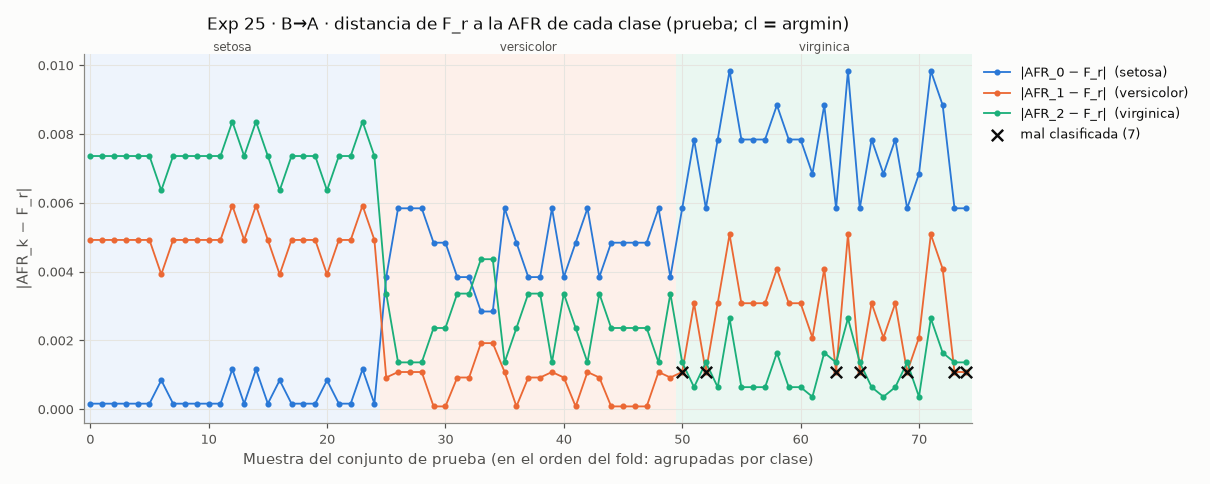 Exp 25 · B→A · distancia de F_r a la AFR de cada clase (prueba; cl = argmin)
setosa versicolor virginica
|AFR_k − F_r|
0.010
0.008
0.006
0.004
0.002
0.000
0 10 20 30 40 50 60 70
Muestra del conjunto de prueba (en el orden del fold: agrupadas por clase)
|AFR_0 − F_r| (setosa)
|AFR_1 − F_r| (versicolor)
|AFR_2 − F_r| (virginica)
mal clasificada (7)